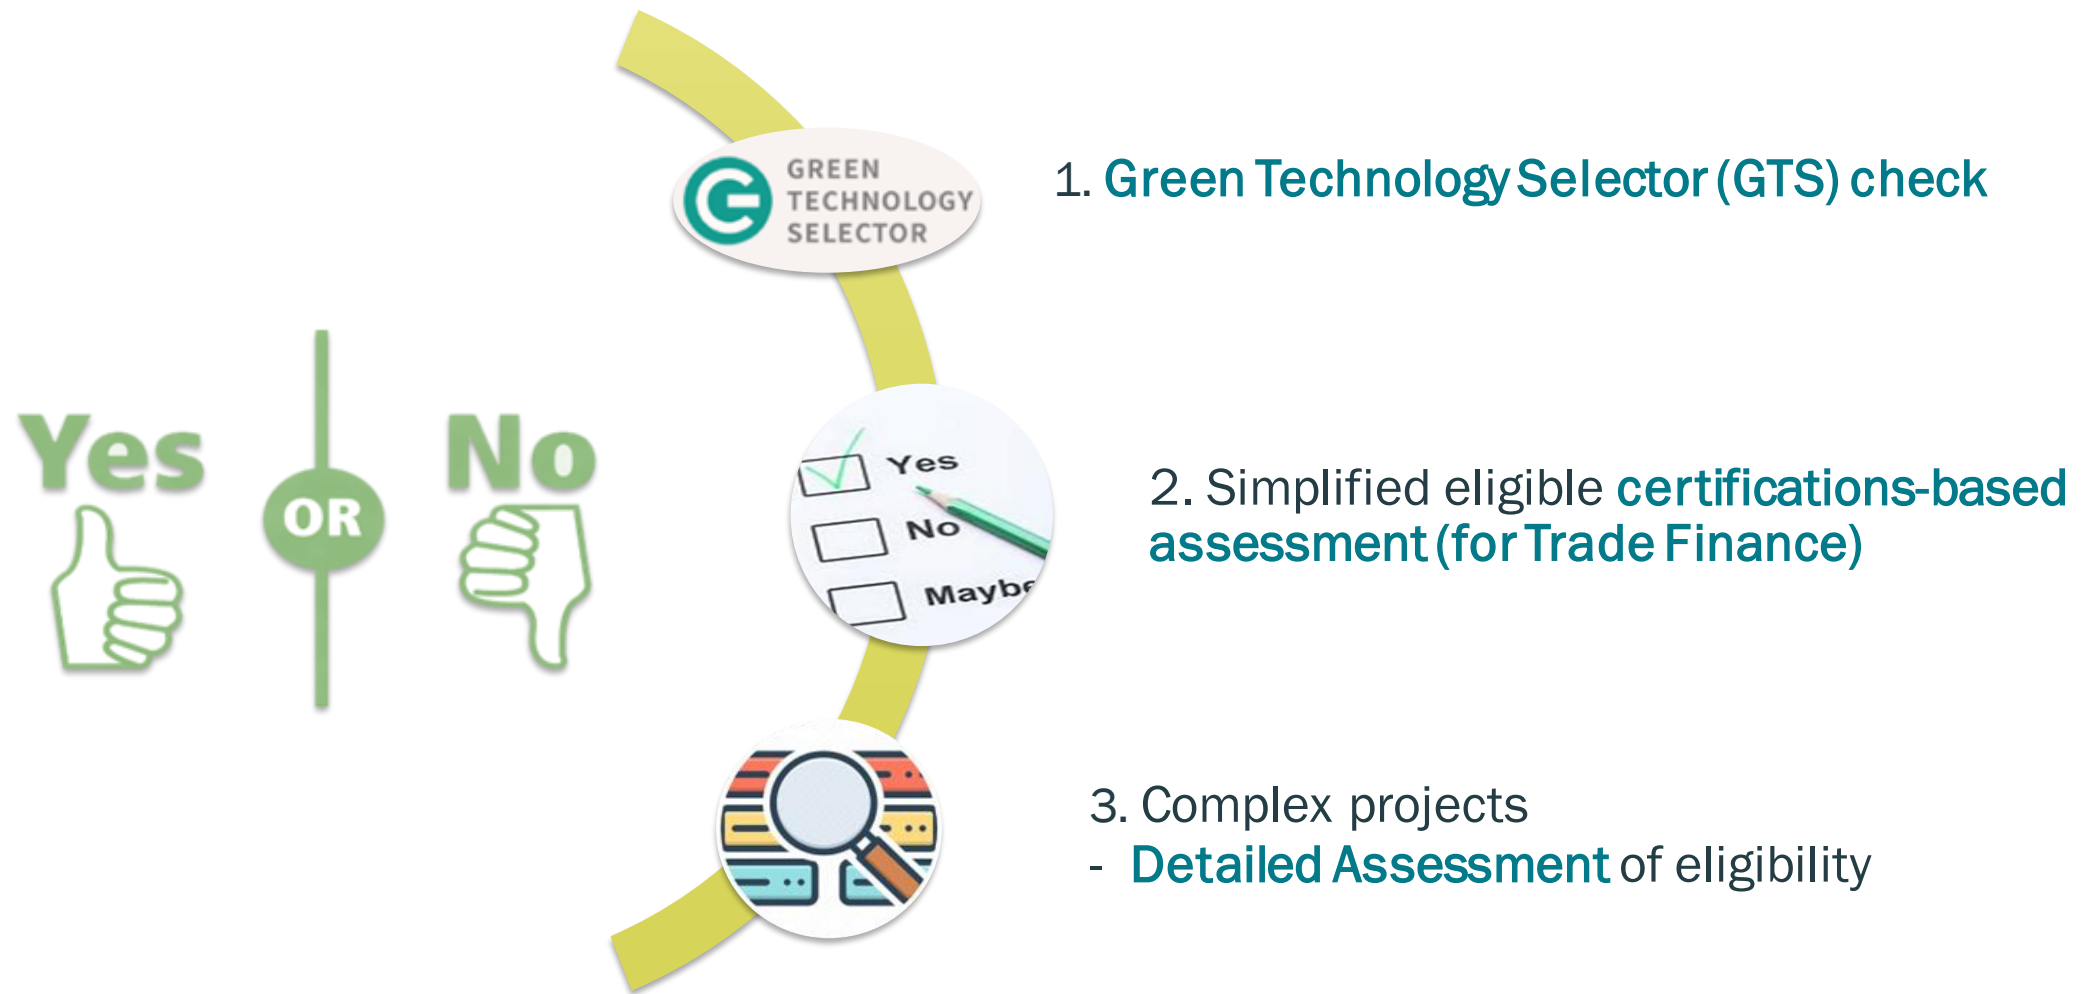 Yes
OR
No
GREEN
TECHNOLOGY
SELECTOR
1. Green Technology Selector (GTS) check
Yes
No
Maybe
2. Simplified eligible certifications-based
assessment (for Trade Finance)
3. Complex projects
- Detailed Assessment of eligibility